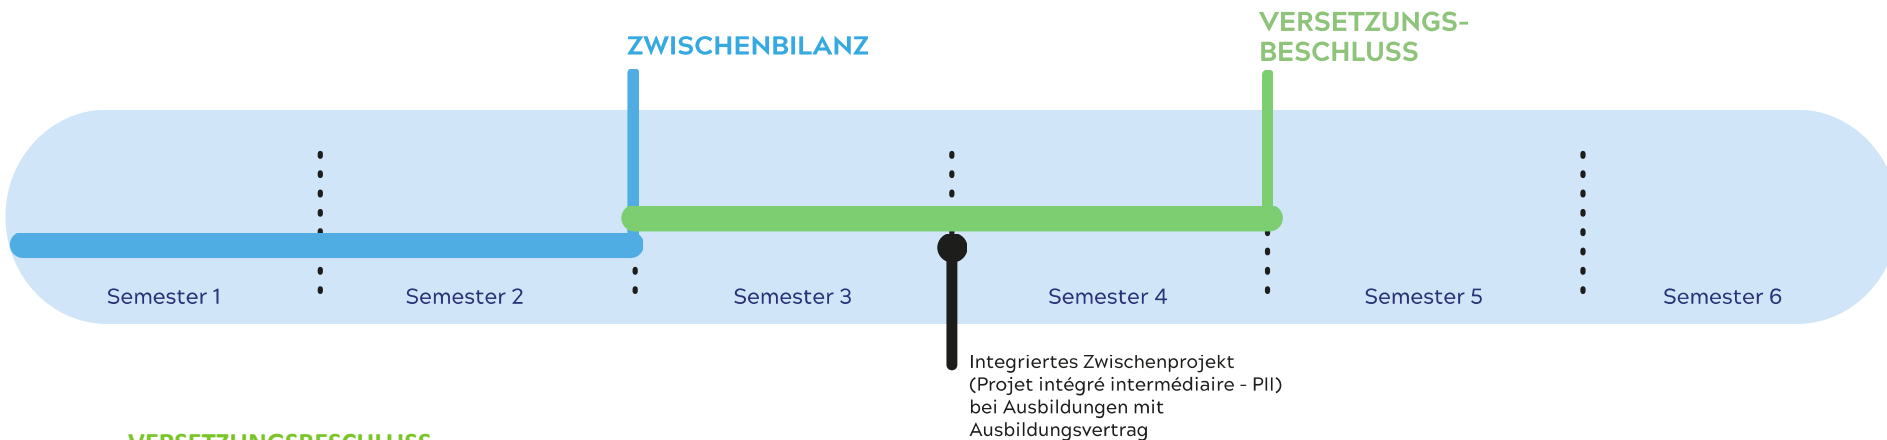 VERSETZUNGS-
BESCHLUSS
ZWISCHENBILANZ
Semester 1
Semester 2
Semester 3
Semester 4
Semester 5
Semester 6
Integriertes Zwischenprojekt
(Projet intégré intermédiaire - PII)
bei Ausbildungen mit
Ausbildungsvertrag
VERSETZUNGSBESCHLUSS